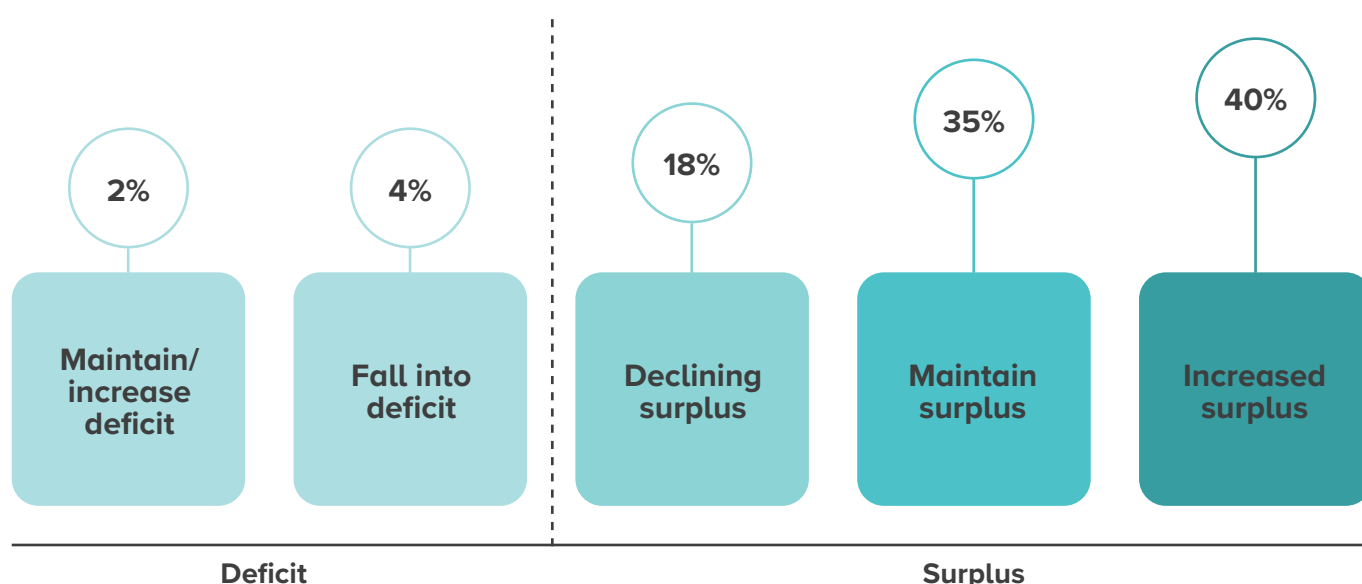 2%
4%
18%
35%
40%
Maintain/
increase
deficit
Fall into
deficit
Declining
surplus
Maintain
surplus
Increased
surplus
Deficit
Surplus